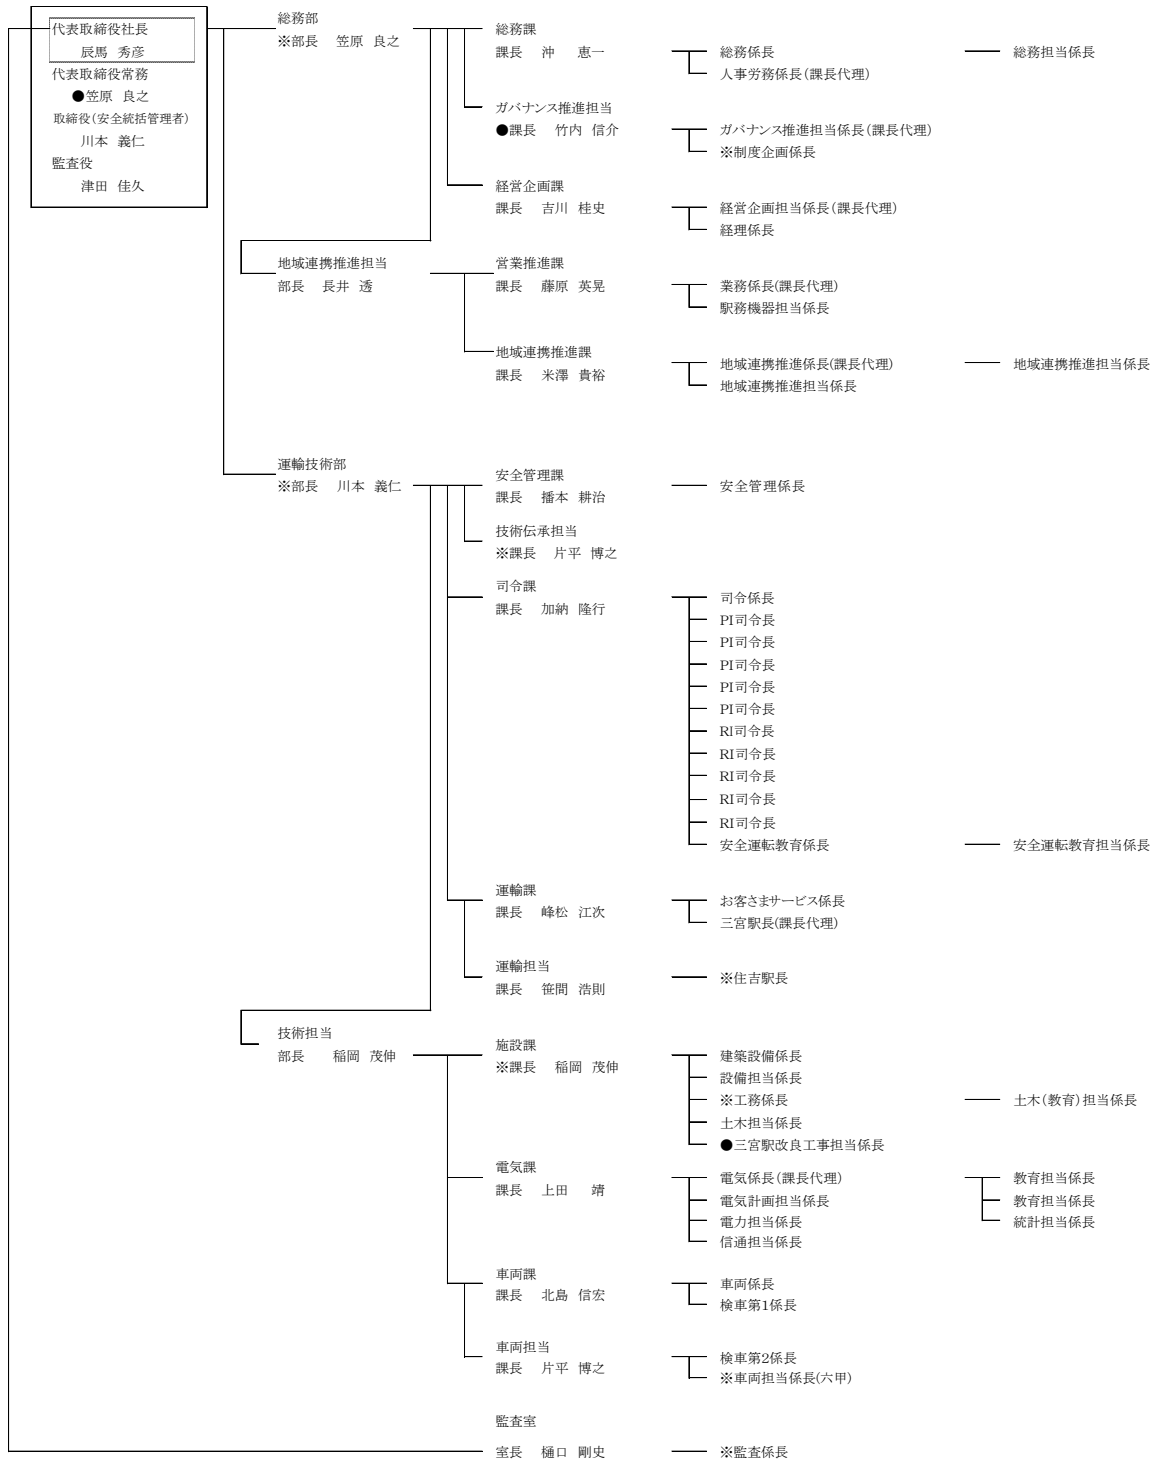 代表取締役社長
辰馬 秀彦
代表取締役常務
●笠原 良之
取締役(安全統括管理者)
川本 義仁
監査役
津田 佳久
総務部
※部長 笠原 良之
総務課
課長 沖 恵一
総務係長
総務担当係長
人事労務係長(課長代理)
ガバナンス推進担当
●課長 竹内 信介
ガバナンス推進担当係長(課長代理)
※制度企画係長
経営企画課
課長 吉川 桂史
経営企画担当係長(課長代理)
経理係長
地域連携推進担当
部長 長井 透
営業推進課
課長 藤原 英晃
業務係長(課長代理)
駅務機器担当係長
地域連携推進課
課長 米澤 貴裕
地域連携推進係長(課長代理)
地域連携推進担当係長
地域連携推進担当係長
運輸技術部
※部長 川本 義仁
安全管理課
課長 播本 耕治
安全管理係長
技術伝承担当
※課長 片平 博之
司令課
課長 加納 隆行
司令係長
PI司令長
PI司令長
PI司令長
PI司令長
PI司令長
RI司令長
RI司令長
RI司令長
RI司令長
RI司令長
安全運転教育係長
安全運転教育担当係長
運輸課
課長 峰松 江次
お客さまサービス係長
三宮駅長(課長代理)
運輸担当
課長 笹間 浩則
※住吉駅長
技術担当
部長 稲岡 茂伸
施設課
※課長 稲岡 茂伸
建築設備係長
設備担当係長
※工務係長
土木(教育)担当係長
土木担当係長
●三宮駅改良工事担当係長
電気課
課長 上田 靖
電気係長(課長代理)
教育担当係長
電気計画担当係長
教育担当係長
電力担当係長
統計担当係長
信通担当係長
車両課
課長 北島 信宏
車両係長
検車第1係長
車両担当
課長 片平 博之
検車第2係長
※車両担当係長(六甲)
監査室
室長 樋口 剛史
※監査係長